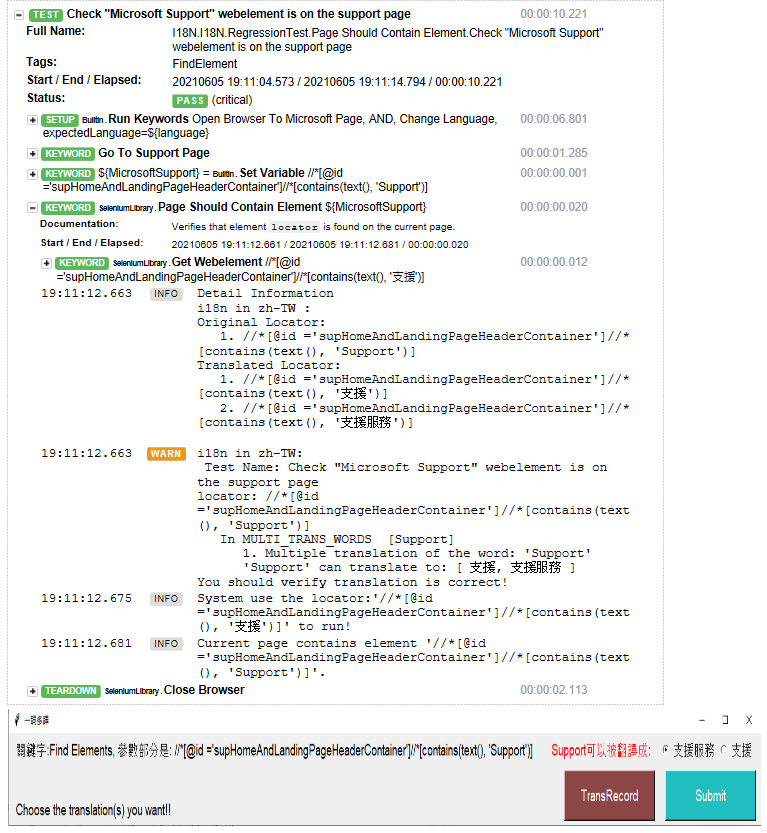 TEST Check "Microsoft Support" webelement is on the support page 00:00:10.221
Full Name: I18N.I18N.RegressionTest.Page Should Contain Element.Check "Microsoft Support"
webelement is on the support page
Tags: FindElement
Start / End / Elapsed: 20210605 19:11:04.573 / 20210605 19:11:14.794 / 00:00:10.221
Status: PASS (critical)
SETUP BuiltIn . Run Keywords Open Browser To Microsoft Page, AND, Change Language, 00:00:06.801
expectedLanguage=${language}
KEYWORD Go To Support Page 00:00:01.285
KEYWORD ${MicrosoftSupport} = BuiltIn . Set Variable //*[@id 00:00:00.001
='supHomeAndLandingPageHeaderContainer']//*[contains(text(), 'Support')]
KEYWORD SeleniumLibrary . Page Should Contain Element ${MicrosoftSupport} 00:00:00.020
Documentation: Verifies that element locator is found on the current page.
Start / End / Elapsed: 20210605 19:11:12.661 / 20210605 19:11:12.681 / 00:00:00.020
KEYWORD SeleniumLibrary . Get Webelement //*[@id 00:00:00.012
='supHomeAndLandingPageHeaderContainer']//*[contains(text(), '支援')]
19:11:12.663 INFO Detail Information
i18n in zh-TW :
Original Locator:
1. //*[@id ='supHomeAndLandingPageHeaderContainer']//*
[contains(text(), 'Support')]
Translated Locator:
1. //*[@id ='supHomeAndLandingPageHeaderContainer']//*
[contains(text(), '支援')]
2. //*[@id ='supHomeAndLandingPageHeaderContainer']//*
[contains(text(), '支援服務')]
19:11:12.663 WARN i18n in zh-TW:
Test Name: Check "Microsoft Support" webelement is on
the support page
locator: //*[@id
='supHomeAndLandingPageHeaderContainer']//*[contains(text
(), 'Support')]
In MULTI_TRANS_WORDS [Support]
1. Multiple translation of the word: 'Support'
'Support' can translate to: [ 支援, 支援服務 ]
You should verify translation is correct!
19:11:12.675 INFO System use the locator:'//*[@id
='supHomeAndLandingPageHeaderContainer']//*[contains(text
(), '支援')]' to run!
19:11:12.681 INFO Current page contains element '//*[@id
='supHomeAndLandingPageHeaderContainer']//*[contains(text
(), 'Support')]'.
TEARDOWN SeleniumLibrary . Close Browser 00:00:02.113
一詞多譯
關鍵字:Find Elements, 參數部分是: //*[@id ='supHomeAndLandingPageHeaderContainer']//*[contains(text(), 'Support')] Support可以被翻譯成: 支援服務 支援
TransRecord Submit
Choose the translation(s) you want!!